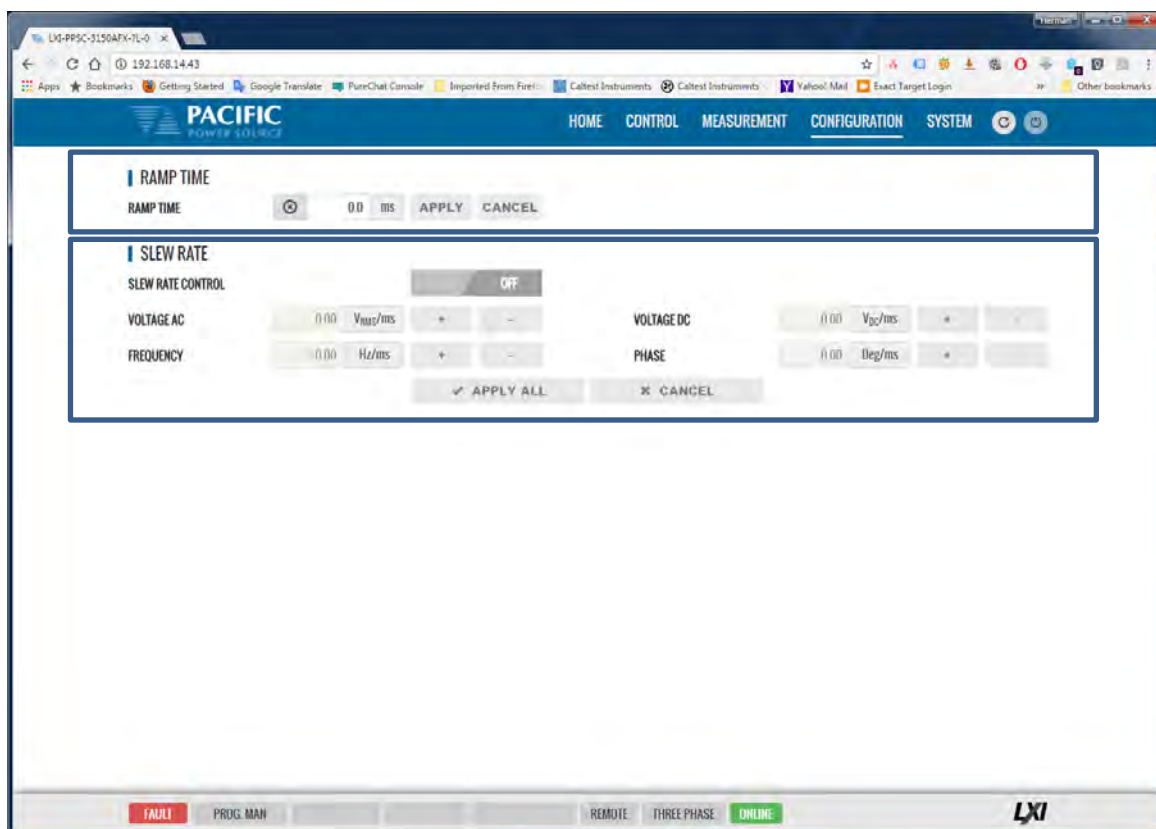 Herman
LXI-PPSC-3150AFX-TL-0
192.168.14.43
Apps Bookmarks Getting Started Google Translate PureChat Console Imported From Firef Caltest Instruments Caltest Instruments Yahoo! Mail Exact Target Login Other bookmarks
PACIFIC
POWER SOURCE
HOME CONTROL MEASUREMENT CONFIGURATION SYSTEM
RAMP TIME
RAMP TIME 0.0 ms APPLY CANCEL
SLEW RATE
SLEW RATE CONTROL OFF
VOLTAGE AC 0.00 VRMS/ms + - VOLTAGE DC 0.00 VDC/ms + -
FREQUENCY 0.00 Hz/ms + - PHASE 0.00 Deg/ms +
✔ APPLY ALL ✖ CANCEL
FAULT PROG. MAN REMOTE THREE PHASE ONLINE LXI